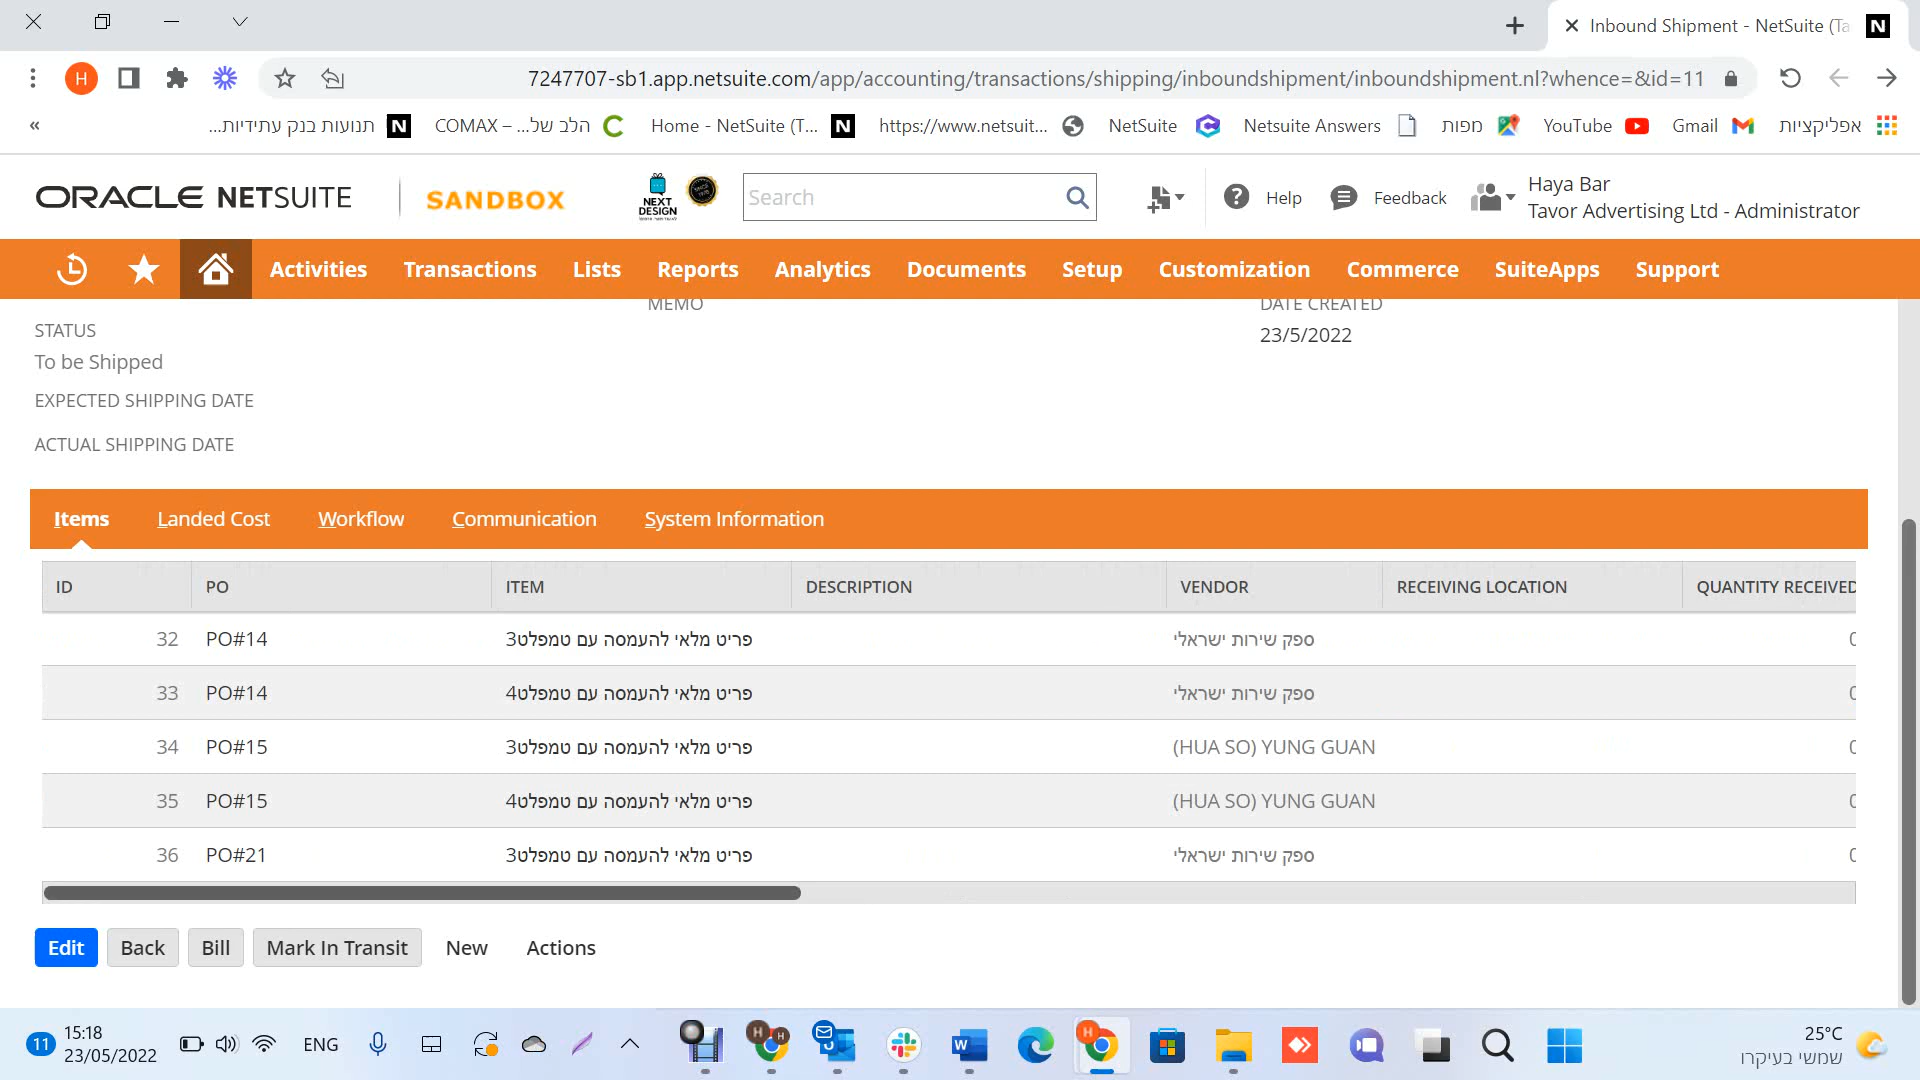 Inbound Shipment - NetSuite (Ta
7247707-sb1.app.netsuite.com/app/accounting/transactions/shipping/inboundshipment/inboundshipment.nl?whence=&id=11
H
«
תנועות בנק עתידיות...
COMAX – הלב של...
Home - NetSuite (T...
https://www.netsuit...
NetSuite
Netsuite Answers
מפות
YouTube
Gmail
אפליקציות
ORACLE NETSUITE
SANDBOX
NEXT DESIGN
Search
Help
Feedback
Haya Bar
Tavor Advertising Ltd - Administrator
Activities Transactions Lists Reports Analytics Documents Setup Customization Commerce SuiteApps Support
MEMO
DATE CREATED
23/5/2022
STATUS
To be Shipped
EXPECTED SHIPPING DATE
ACTUAL SHIPPING DATE
Items Landed Cost Workflow Communication System Information
ID PO ITEM DESCRIPTION VENDOR RECEIVING LOCATION QUANTITY RECEIVED
32 PO#14 פריט מלאי להעמסה עם טמפלט3 ספק שירות ישראלי 0
33 PO#14 פריט מלאי להעמסה עם טמפלט4 ספק שירות ישראלי 0
34 PO#15 פריט מלאי להעמסה עם טמפלט3 (HUA SO) YUNG GUAN 0
35 PO#15 פריט מלאי להעמסה עם טמפלט4 (HUA SO) YUNG GUAN 0
36 PO#21 פריט מלאי להעמסה עם טמפלט3 ספק שירות ישראלי 0
Edit Back Bill Mark In Transit New Actions
11
15:18
23/05/2022
ENG
25°C
שמשי בעיקרו